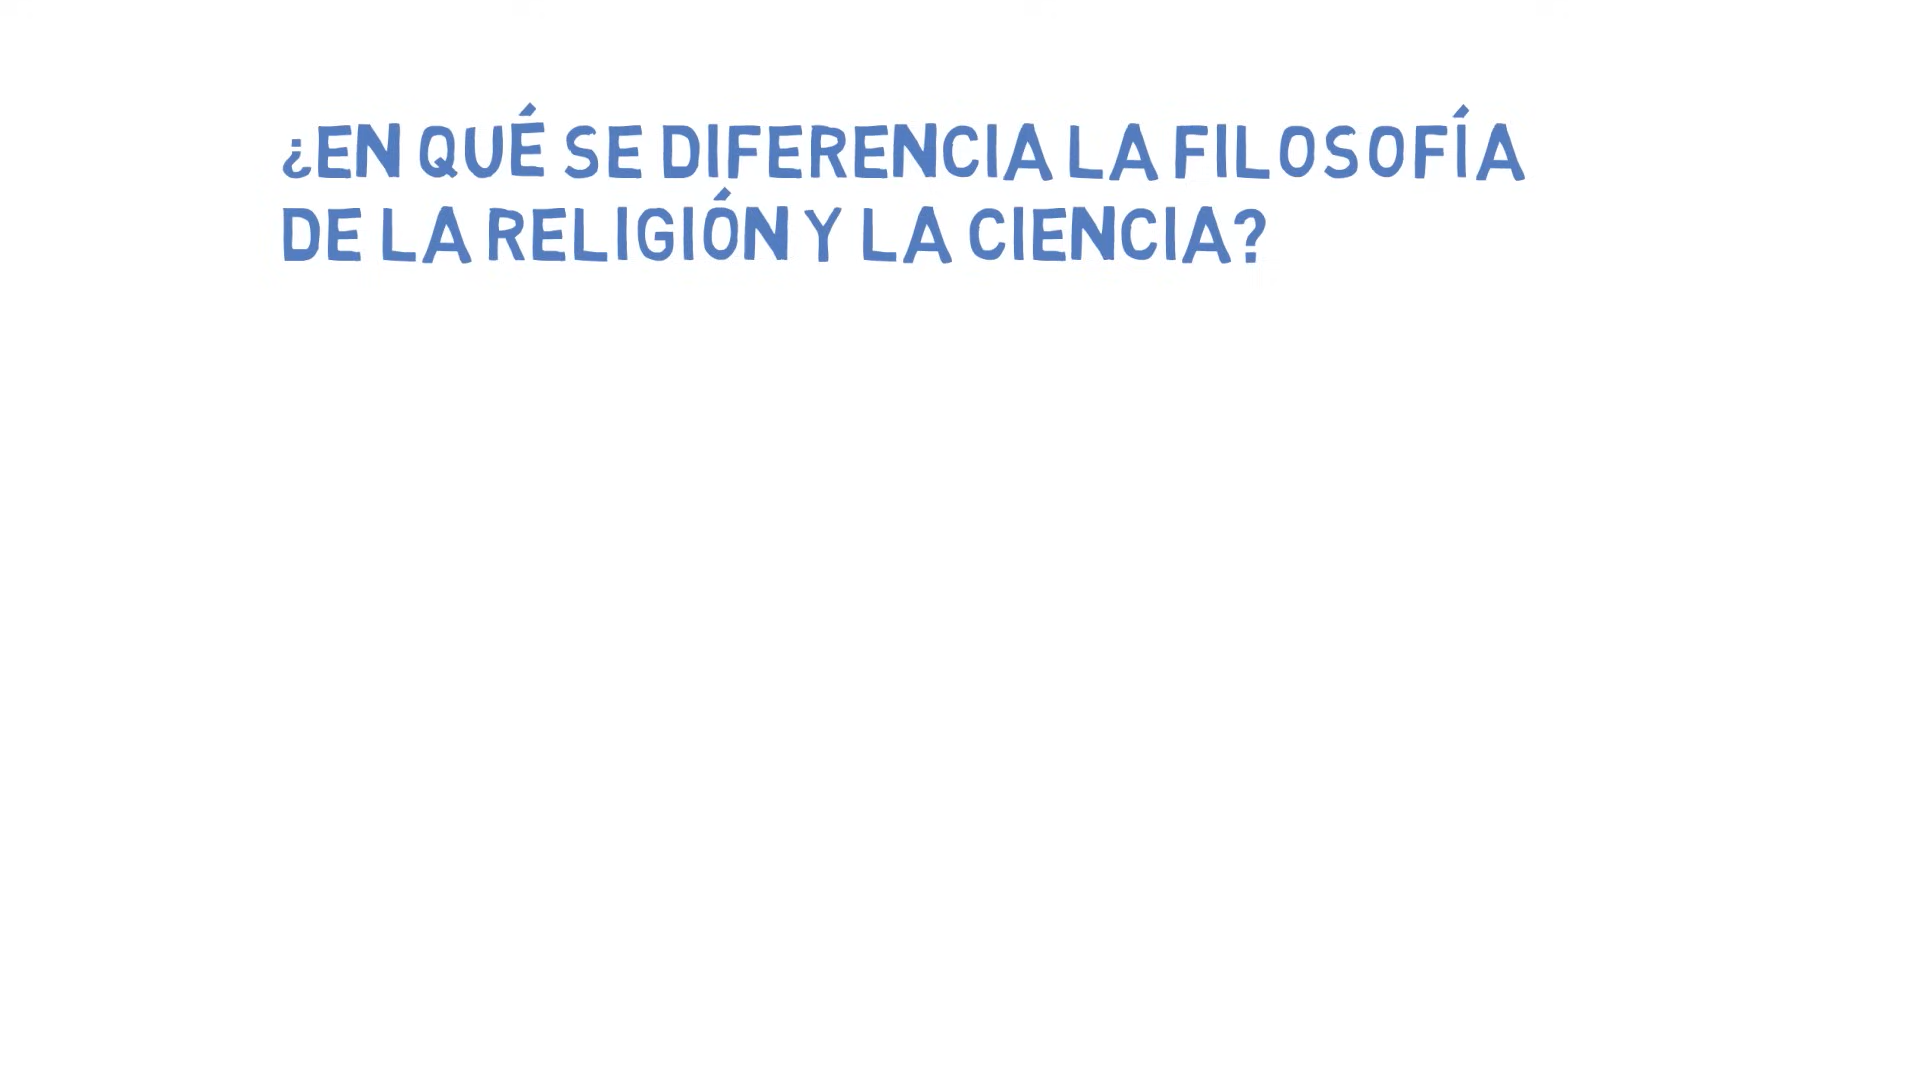 ¿EN QUÉ SE DIFERENCIA LA FILOSOFÍA
DE LA RELIGIÓN Y LA CIENCIA?